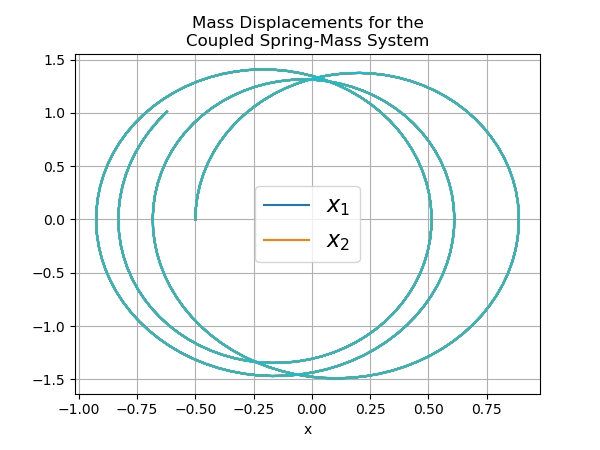 Mass Displacements for the
Coupled Spring-Mass System
1.5
1.0
0.5
0.0
−0.5
−1.0
−1.5
x₁
x₂
−1.00 −0.75 −0.50 −0.25 0.00 0.25 0.50 0.75
x